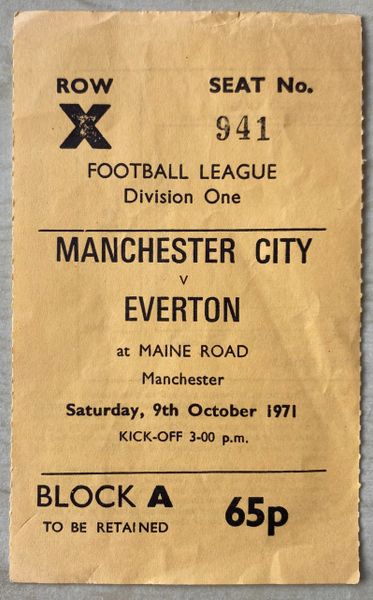 ROW SEAT No.
X 941
FOOTBALL LEAGUE
Division One
MANCHESTER CITY
v
EVERTON
at MAINE ROAD
Manchester
Saturday, 9th October 1971
KICK-OFF 3-00 p.m.
BLOCK A 65p
TO BE RETAINED